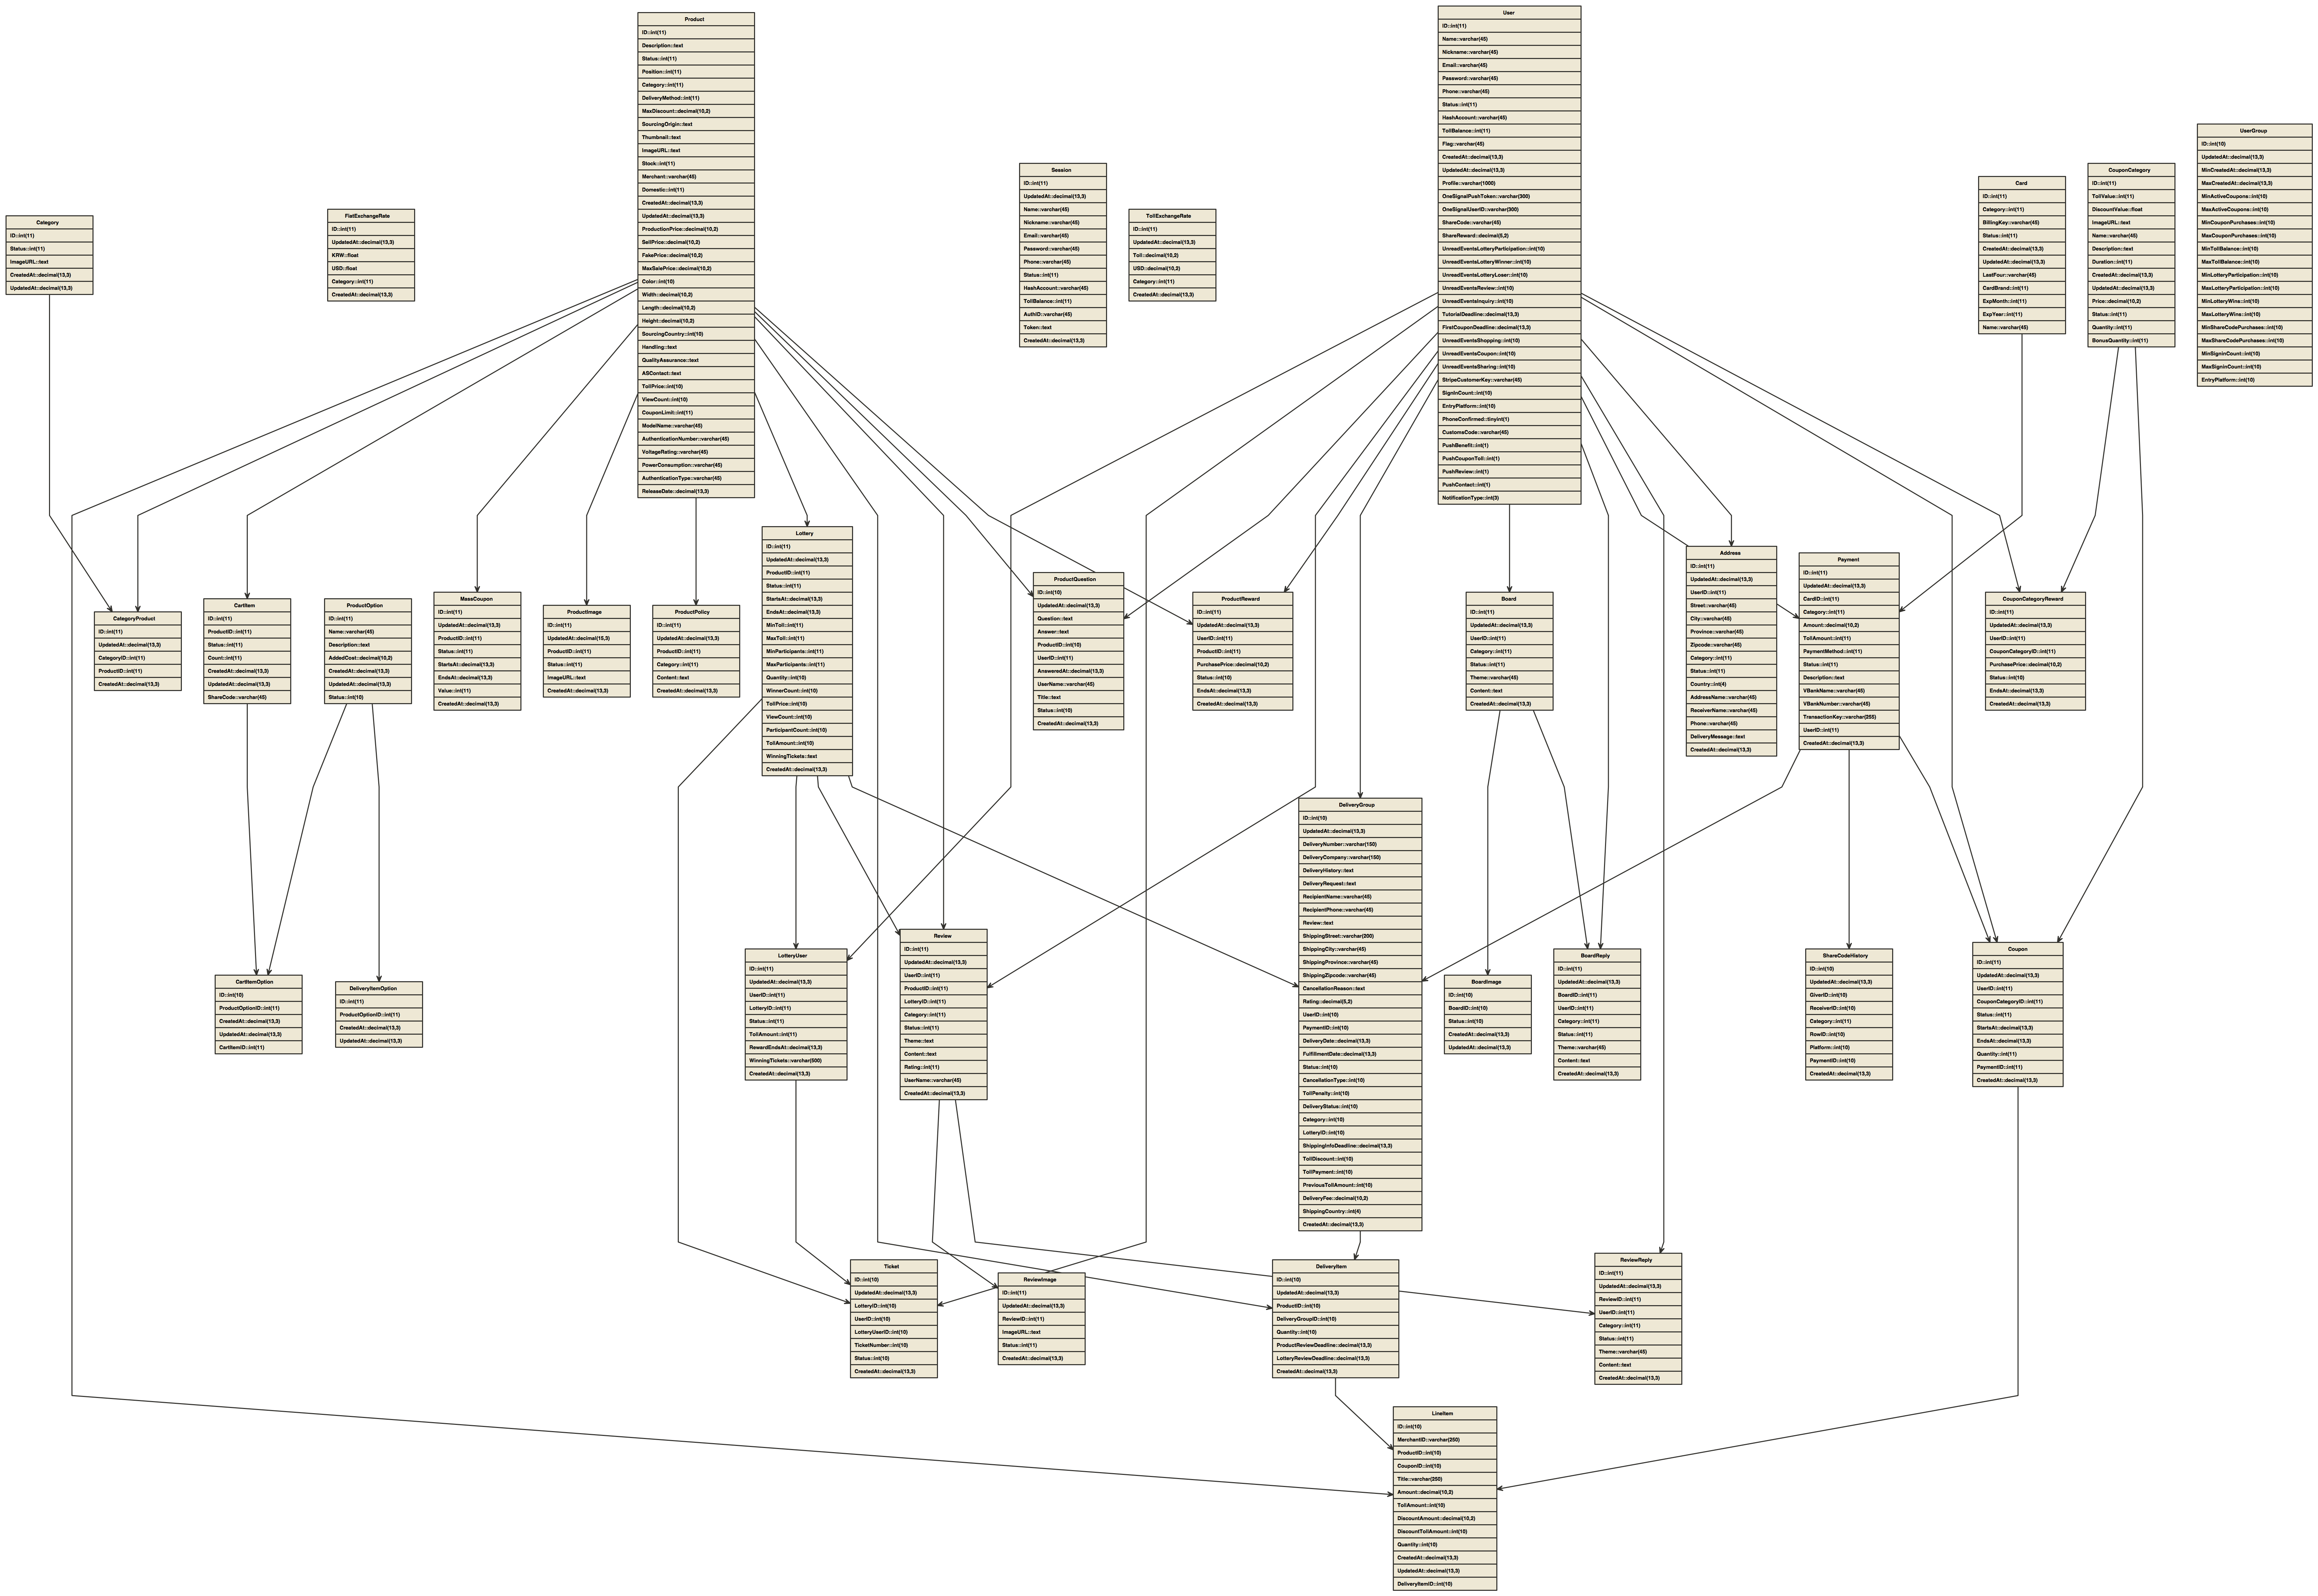 Product
ID::int(11)
Description::text
Status::int(11)
Position::int(11)
Category::int(11)
DeliveryMethod::int(11)
MaxDiscount::decimal(10,2)
SourcingOrigin::text
Thumbnail::text
ImageURL::text
Stock::int(11)
Merchant::varchar(45)
Domestic::int(11)
CreatedAt::decimal(13,3)
UpdatedAt::decimal(13,3)
ProductionPrice::decimal(10,2)
SellPrice::decimal(10,2)
FakePrice::decimal(10,2)
MaxSalePrice::decimal(10,2)
Color::int(10)
Width::decimal(10,2)
Length::decimal(10,2)
Height::decimal(10,2)
SourcingCountry::int(10)
Handling::text
QualityAssurance::text
ASContact::text
TollPrice::int(10)
ViewCount::int(10)
CouponLimit::int(11)
ModelName::varchar(45)
AuthenticationNumber::varchar(45)
VoltageRating::varchar(45)
PowerConsumption::varchar(45)
AuthenticationType::varchar(45)
ReleaseDate::decimal(13,3)
User
ID::int(11)
Name::varchar(45)
Nickname::varchar(45)
Email::varchar(45)
Password::varchar(45)
Phone::varchar(45)
Status::int(11)
HashAccount::varchar(45)
TollBalance::int(11)
Flag::varchar(45)
CreatedAt::decimal(13,3)
UpdatedAt::decimal(13,3)
Profile::varchar(1000)
OneSignalPushToken::varchar(300)
OneSignalUserID::varchar(300)
ShareCode::varchar(45)
ShareReward::decimal(5,2)
UnreadEventsLotteryParticipation::int(10)
UnreadEventsLotteryWinner::int(10)
UnreadEventsLotteryLoser::int(10)
UnreadEventsReview::int(10)
UnreadEventsInquiry::int(10)
TutorialDeadline::decimal(13,3)
FirstCouponDeadline::decimal(13,3)
UnreadEventsShopping::int(10)
UnreadEventsCoupon::int(10)
UnreadEventsSharing::int(10)
StripeCustomerKey::varchar(45)
SignInCount::int(10)
EntryPlatform::int(10)
PhoneConfirmed::tinyint(1)
CustomsCode::varchar(45)
PushBenefit::int(1)
PushCouponToll::int(1)
PushReview::int(1)
PushContact::int(1)
NotificationType::int(3)
UserGroup
ID::int(10)
UpdatedAt::decimal(13,3)
MinCreatedAt::decimal(13,3)
MaxCreatedAt::decimal(13,3)
MinActiveCoupons::int(10)
MaxActiveCoupons::int(10)
MinCouponPurchases::int(10)
MaxCouponPurchases::int(10)
MinTollBalance::int(10)
MaxTollBalance::int(10)
MinLotteryParticipation::int(10)
MaxLotteryParticipation::int(10)
MinLotteryWins::int(10)
MaxLotteryWins::int(10)
MinShareCodePurchases::int(10)
MaxShareCodePurchases::int(10)
MinSigninCount::int(10)
MaxSigninCount::int(10)
EntryPlatform::int(10)
Session
ID::int(11)
UpdatedAt::decimal(13,3)
Name::varchar(45)
Nickname::varchar(45)
Email::varchar(45)
Password::varchar(45)
Phone::varchar(45)
Status::int(11)
HashAccount::varchar(45)
TollBalance::int(11)
AuthID::varchar(45)
Token::text
CreatedAt::decimal(13,3)
CouponCategory
ID::int(11)
TollValue::int(11)
DiscountValue::float
ImageURL::text
Name::varchar(45)
Description::text
Duration::int(11)
CreatedAt::decimal(13,3)
UpdatedAt::decimal(13,3)
Price::decimal(10,2)
Status::int(11)
Quantity::int(11)
BonusQuantity::int(11)
Card
ID::int(11)
Category::int(11)
BillingKey::varchar(45)
Status::int(11)
CreatedAt::decimal(13,3)
UpdatedAt::decimal(13,3)
LastFour::varchar(45)
CardBrand::int(11)
ExpMonth::int(11)
ExpYear::int(11)
Name::varchar(45)
Category
ID::int(11)
Status::int(11)
ImageURL::text
CreatedAt::decimal(13,3)
UpdatedAt::decimal(13,3)
FiatExchangeRate
ID::int(11)
UpdatedAt::decimal(13,3)
KRW::float
USD::float
Category::int(11)
CreatedAt::decimal(13,3)
TollExchangeRate
ID::int(11)
UpdatedAt::decimal(13,3)
Toll::decimal(10,2)
USD::decimal(10,2)
Category::int(11)
CreatedAt::decimal(13,3)
Lottery
ID::int(11)
UpdatedAt::decimal(13,3)
ProductID::int(11)
Status::int(11)
StartsAt::decimal(13,3)
EndsAt::decimal(13,3)
MinToll::int(11)
MaxToll::int(11)
MinParticipants::int(11)
MaxParticipants::int(11)
Quantity::int(10)
WinnerCount::int(10)
TollPrice::int(10)
ViewCount::int(10)
ParticipantCount::int(10)
TollAmount::int(10)
WinningTickets::text
CreatedAt::decimal(13,3)
CategoryProduct
ID::int(11)
UpdatedAt::decimal(13,3)
CategoryID::int(11)
ProductID::int(11)
CreatedAt::decimal(13,3)
CartItem
ID::int(11)
ProductID::int(11)
Status::int(11)
Count::int(11)
CreatedAt::decimal(13,3)
UpdatedAt::decimal(13,3)
ShareCode::varchar(45)
ProductOption
ID::int(11)
Name::varchar(45)
Description::text
AddedCost::decimal(10,2)
CreatedAt::decimal(13,3)
UpdatedAt::decimal(13,3)
Status::int(10)
MassCoupon
ID::int(11)
UpdatedAt::decimal(13,3)
ProductID::int(11)
Status::int(11)
StartsAt::decimal(13,3)
EndsAt::decimal(13,3)
Value::int(11)
CreatedAt::decimal(13,3)
ProductImage
ID::int(11)
UpdatedAt::decimal(15,3)
ProductID::int(11)
Status::int(11)
ImageURL::text
CreatedAt::decimal(13,3)
ProductPolicy
ID::int(11)
UpdatedAt::decimal(13,3)
ProductID::int(11)
Category::int(11)
Content::text
CreatedAt::decimal(13,3)
ProductQuestion
ID::int(10)
UpdatedAt::decimal(13,3)
Question::text
Answer::text
ProductID::int(10)
UserID::int(11)
AnsweredAt::decimal(13,3)
UserName::varchar(45)
Title::text
Status::int(10)
CreatedAt::decimal(13,3)
ProductReward
ID::int(11)
UpdatedAt::decimal(13,3)
UserID::int(11)
ProductID::int(11)
PurchasePrice::decimal(10,2)
Status::int(10)
EndsAt::decimal(13,3)
CreatedAt::decimal(13,3)
Board
ID::int(11)
UpdatedAt::decimal(13,3)
UserID::int(11)
Category::int(11)
Status::int(11)
Theme::varchar(45)
Content::text
CreatedAt::decimal(13,3)
Address
ID::int(11)
UpdatedAt::decimal(13,3)
UserID::int(11)
Street::varchar(45)
City::varchar(45)
Province::varchar(45)
Zipcode::varchar(45)
Category::int(11)
Status::int(11)
Country::int(4)
AddressName::varchar(45)
ReceiverName::varchar(45)
Phone::varchar(45)
DeliveryMessage::text
CreatedAt::decimal(13,3)
Payment
ID::int(11)
UpdatedAt::decimal(13,3)
CardID::int(11)
Category::int(11)
Amount::decimal(10,2)
TollAmount::int(11)
PaymentMethod::int(11)
Status::int(11)
Description::text
VBankName::varchar(45)
VBankNumber::varchar(45)
TransactionKey::varchar(255)
UserID::int(11)
CreatedAt::decimal(13,3)
CouponCategoryReward
ID::int(11)
UpdatedAt::decimal(13,3)
UserID::int(11)
CouponCategoryID::int(11)
PurchasePrice::decimal(10,2)
Status::int(10)
EndsAt::decimal(13,3)
CreatedAt::decimal(13,3)
DeliveryGroup
ID::int(10)
UpdatedAt::decimal(13,3)
DeliveryNumber::varchar(150)
DeliveryCompany::varchar(150)
DeliveryHistory::text
DeliveryRequest::text
RecipientName::varchar(45)
RecipientPhone::varchar(45)
Review::text
ShippingStreet::varchar(200)
ShippingCity::varchar(45)
ShippingProvince::varchar(45)
ShippingZipcode::varchar(45)
CancellationReason::text
Rating::decimal(5,2)
UserID::int(10)
PaymentID::int(10)
DeliveryDate::decimal(13,3)
FulfillmentDate::decimal(13,3)
Status::int(10)
CancellationType::int(10)
TollPenalty::int(10)
DeliveryStatus::int(10)
Category::int(10)
LotteryID::int(10)
ShippingInfoDeadline::decimal(13,3)
TollDiscount::int(10)
TollPayment::int(10)
PreviousTollAmount::int(10)
DeliveryFee::decimal(10,2)
ShippingCountry::int(4)
CreatedAt::decimal(13,3)
CartItemOption
ID::int(10)
ProductOptionID::int(11)
CreatedAt::decimal(13,3)
UpdatedAt::decimal(13,3)
CartItemID::int(11)
DeliveryItemOption
ID::int(11)
ProductOptionID::int(11)
CreatedAt::decimal(13,3)
UpdatedAt::decimal(13,3)
LotteryUser
ID::int(11)
UpdatedAt::decimal(13,3)
UserID::int(11)
LotteryID::int(11)
Status::int(11)
TollAmount::int(11)
RewardEndsAt::decimal(13,3)
WinningTickets::varchar(500)
CreatedAt::decimal(13,3)
Review
ID::int(11)
UpdatedAt::decimal(13,3)
UserID::int(11)
ProductID::int(11)
LotteryID::int(11)
Category::int(11)
Status::int(11)
Theme::text
Content::text
Rating::int(11)
UserName::varchar(45)
CreatedAt::decimal(13,3)
BoardImage
ID::int(10)
BoardID::int(10)
Status::int(10)
CreatedAt::decimal(13,3)
UpdatedAt::decimal(13,3)
BoardReply
ID::int(11)
UpdatedAt::decimal(13,3)
BoardID::int(11)
UserID::int(11)
Category::int(11)
Status::int(11)
Theme::varchar(45)
Content::text
CreatedAt::decimal(13,3)
ShareCodeHistory
ID::int(10)
UpdatedAt::decimal(13,3)
GiverID::int(10)
ReceiverID::int(10)
Category::int(11)
RowID::int(10)
Platform::int(10)
PaymentID::int(10)
CreatedAt::decimal(13,3)
Coupon
ID::int(11)
UpdatedAt::decimal(13,3)
UserID::int(11)
CouponCategoryID::int(11)
Status::int(11)
StartsAt::decimal(13,3)
EndsAt::decimal(13,3)
Quantity::int(11)
PaymentID::int(11)
CreatedAt::decimal(13,3)
Ticket
ID::int(10)
UpdatedAt::decimal(13,3)
LotteryID::int(10)
UserID::int(10)
LotteryUserID::int(10)
TicketNumber::int(10)
Status::int(10)
CreatedAt::decimal(13,3)
ReviewImage
ID::int(11)
UpdatedAt::decimal(13,3)
ReviewID::int(11)
ImageURL::text
Status::int(11)
CreatedAt::decimal(13,3)
DeliveryItem
ID::int(10)
UpdatedAt::decimal(13,3)
ProductID::int(10)
DeliveryGroupID::int(10)
Quantity::int(10)
ProductReviewDeadline::decimal(13,3)
LotteryReviewDeadline::decimal(13,3)
CreatedAt::decimal(13,3)
ReviewReply
ID::int(11)
UpdatedAt::decimal(13,3)
ReviewID::int(11)
UserID::int(11)
Category::int(11)
Status::int(11)
Theme::varchar(45)
Content::text
CreatedAt::decimal(13,3)
LineItem
ID::int(10)
MerchantID::varchar(250)
ProductID::int(10)
CouponID::int(10)
Title::varchar(250)
Amount::decimal(10,2)
TollAmount::int(10)
DiscountAmount::decimal(10,2)
DiscountTollAmount::int(10)
Quantity::int(10)
CreatedAt::decimal(13,3)
UpdatedAt::decimal(13,3)
DeliveryItemID::int(10)